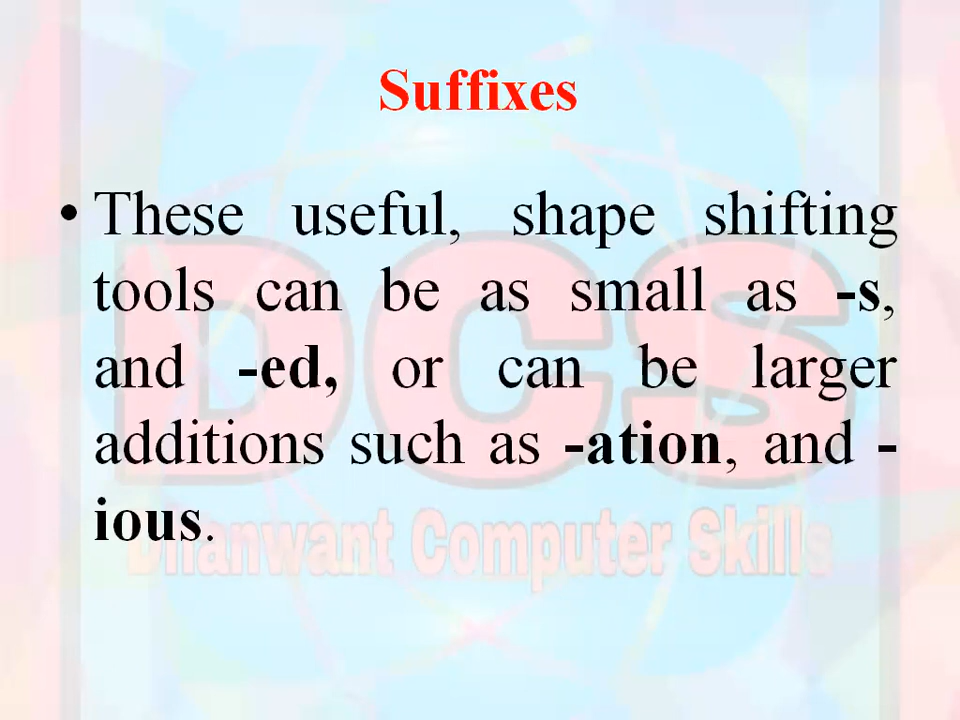 Suffixes
• These useful, shape shifting
tools can be as small as -s,
and -ed, or can be larger
additions such as -ation, and -
ious.
DCS
Dhanwant Computer Skills